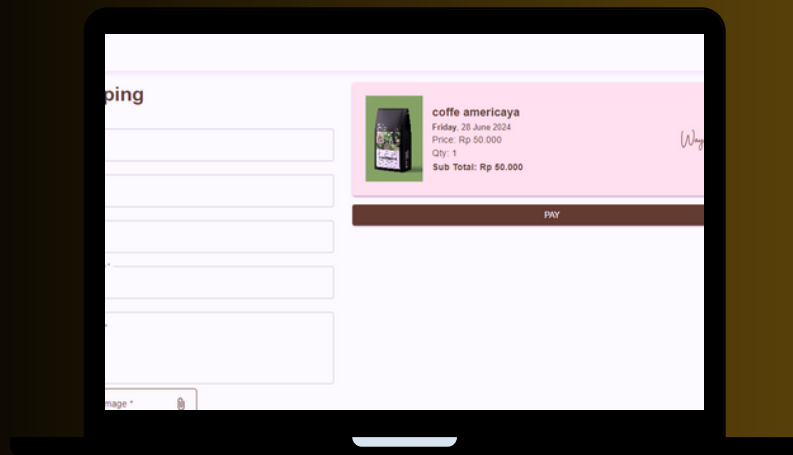 ping
coffe americaya
Friday, 28 June 2024
Price: Rp 50.000
Qty: 1
Sub Total: Rp 50.000
Way
PAY
*
*
mage *